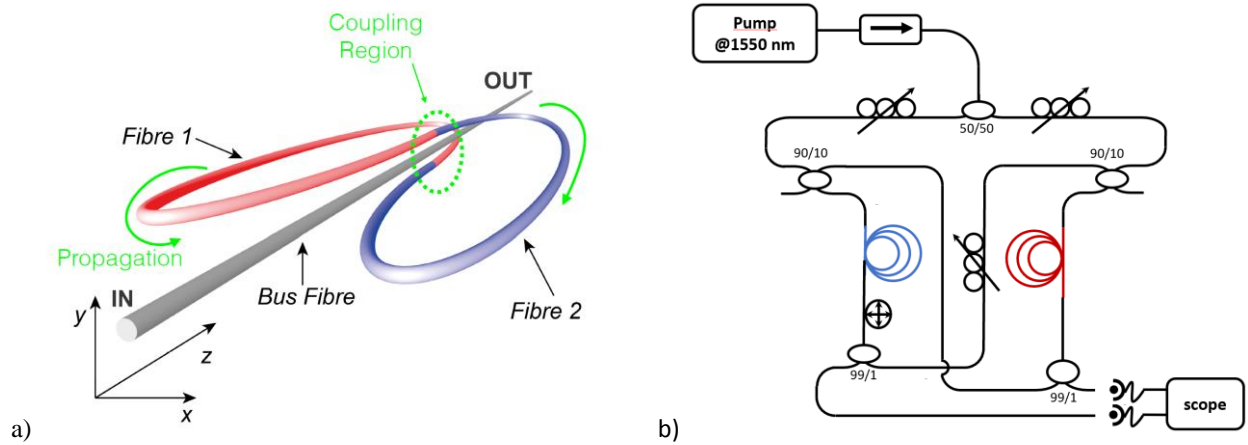 Coupling
Region
OUT
Fibre 1
Propagation
IN
Bus Fibre
Fibre 2
y
z
x
a)
Pump
@1550 nm
50/50
90/10
90/10
99/1
99/1
scope
b)